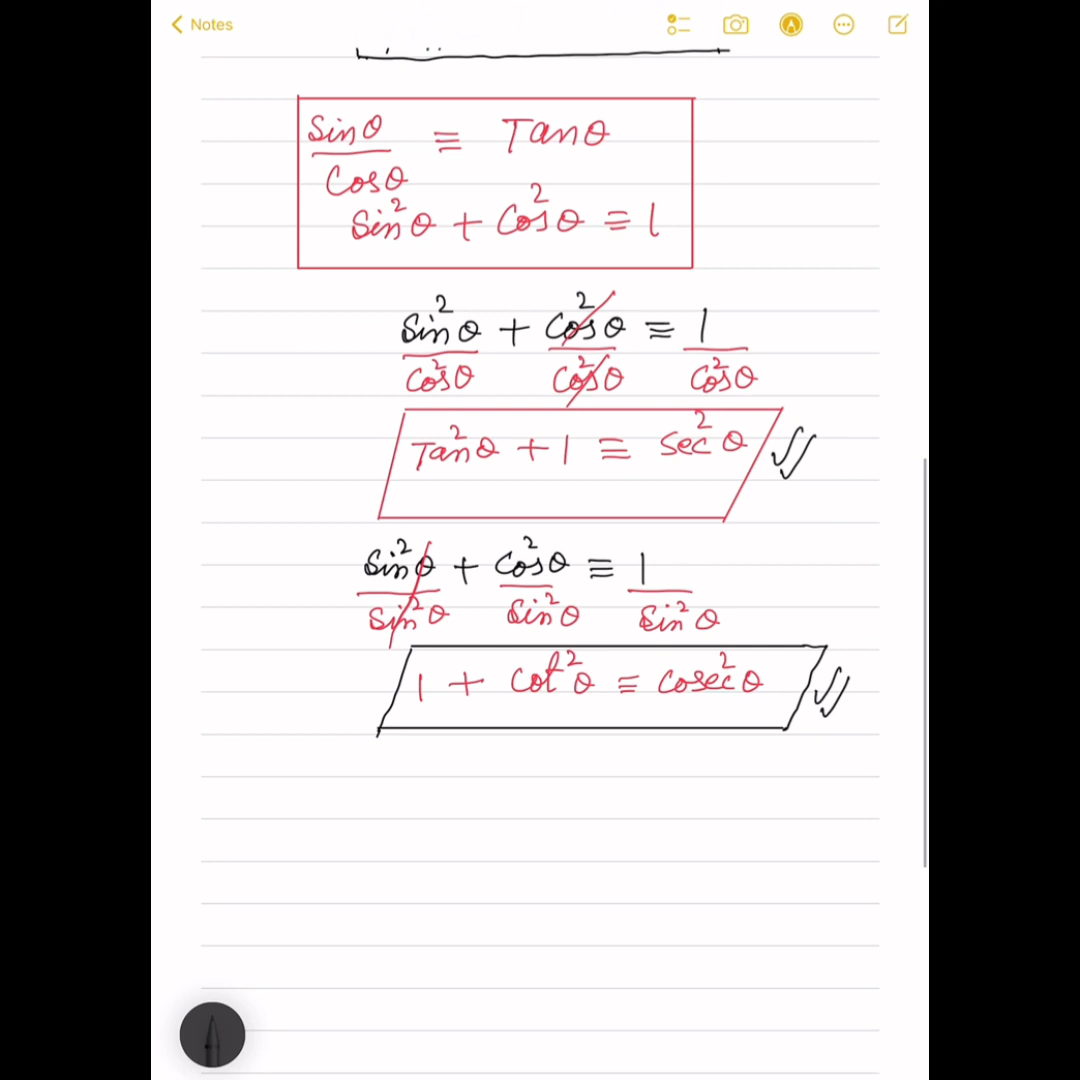 Notes
Sinθ/Cosθ ≡ Tanθ
Sin²θ + Cos²θ ≡ 1
Sin²θ/Cos²θ + Cos²θ/Cos²θ ≡ 1/Cos²θ
Tan²θ + 1 ≡ Sec²θ
Sin²θ/Sin²θ + Cos²θ/Sin²θ ≡ 1/Sin²θ
1 + Cot²θ ≡ Cosec²θ